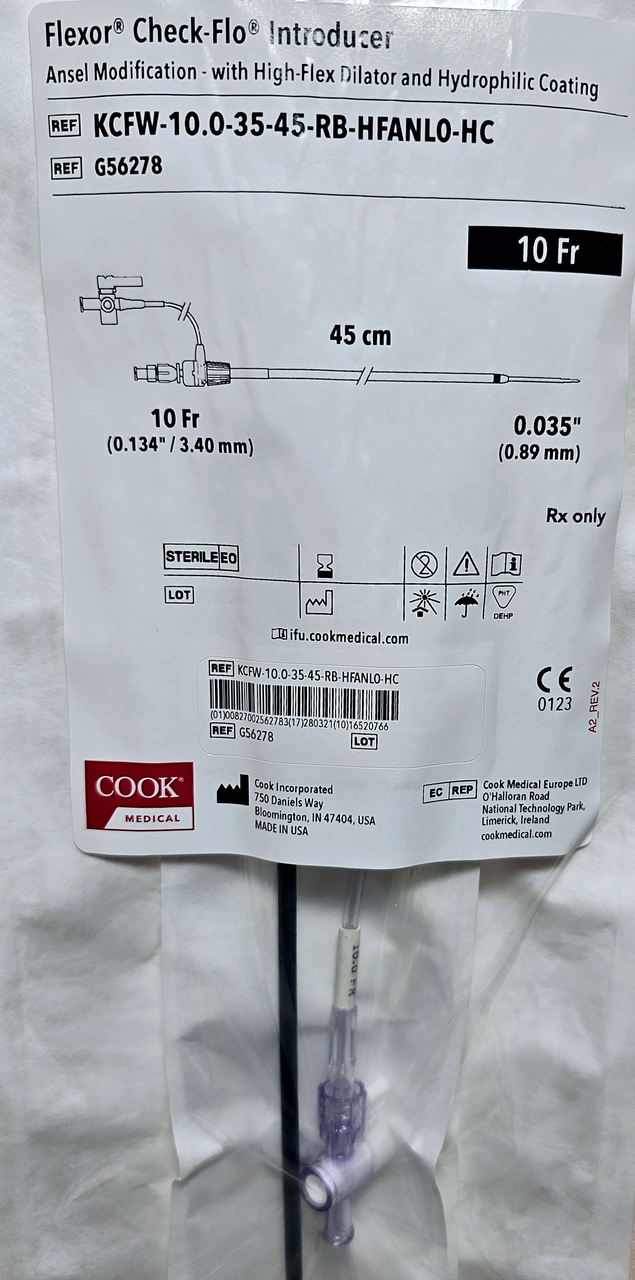 Flexor® Check-Flo® Introducer
Ansel Modification - with High-Flex Dilator and Hydrophilic Coating
REF KCFW-10.0-35-45-RB-HFANL0-HC
REF G56278
10 Fr
45 cm
10 Fr
(0.134" / 3.40 mm)
0.035"
(0.89 mm)
Rx only
STERILE EO
2
LOT
PHT
DEHP
ifu.cookmedical.com
REF KCFW-10.0-35-45-RB-HFANL0-HC
(01)00827002562783(17)280321(10)16520766
REF G56278
LOT
CE
0123
A2_REV.2
COOK®
MEDICAL
Cook Incorporated
750 Daniels Way
Bloomington, IN 47404, USA
MADE IN USA
EC REP
Cook Medical Europe LTD
O'Halloran Road
National Technology Park,
Limerick, Ireland
cookmedical.com
10.0 FR